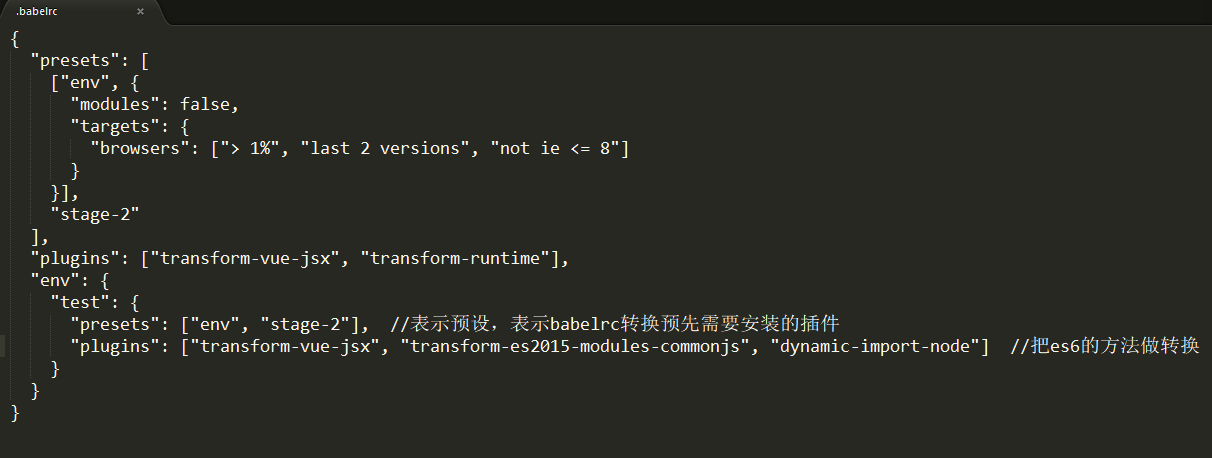 .babelrc ×
{
  "presets": [
    ["env", {
      "modules": false,
      "targets": {
        "browsers": ["> 1%", "last 2 versions", "not ie <= 8"]
      }
    }],
    "stage-2"
  ],
  "plugins": ["transform-vue-jsx", "transform-runtime"],
  "env": {
    "test": {
      "presets": ["env", "stage-2"],  //表示预设，表示babelrc转换预先需要安装的插件
      "plugins": ["transform-vue-jsx", "transform-es2015-modules-commonjs", "dynamic-import-node"]  //把es6的方法做转换
    }
  }
}